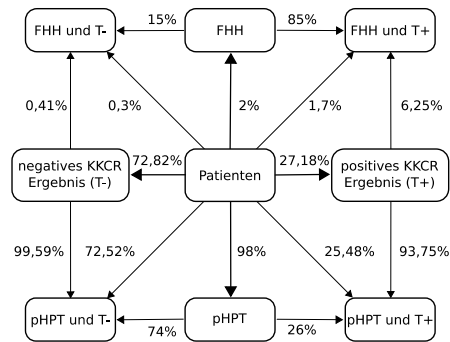 15% 85%
FHH und T- FHH FHH und T+
0,41% 0,3% 2% 1,7% 6,25%
72,82% 27,18%
negatives KKCR
Ergebnis (T-)
Patienten
positives KKCR
Ergebnis (T+)
99,59% 72,52% 98% 25,48% 93,75%
pHPT und T- pHPT pHPT und T+
74% 26%